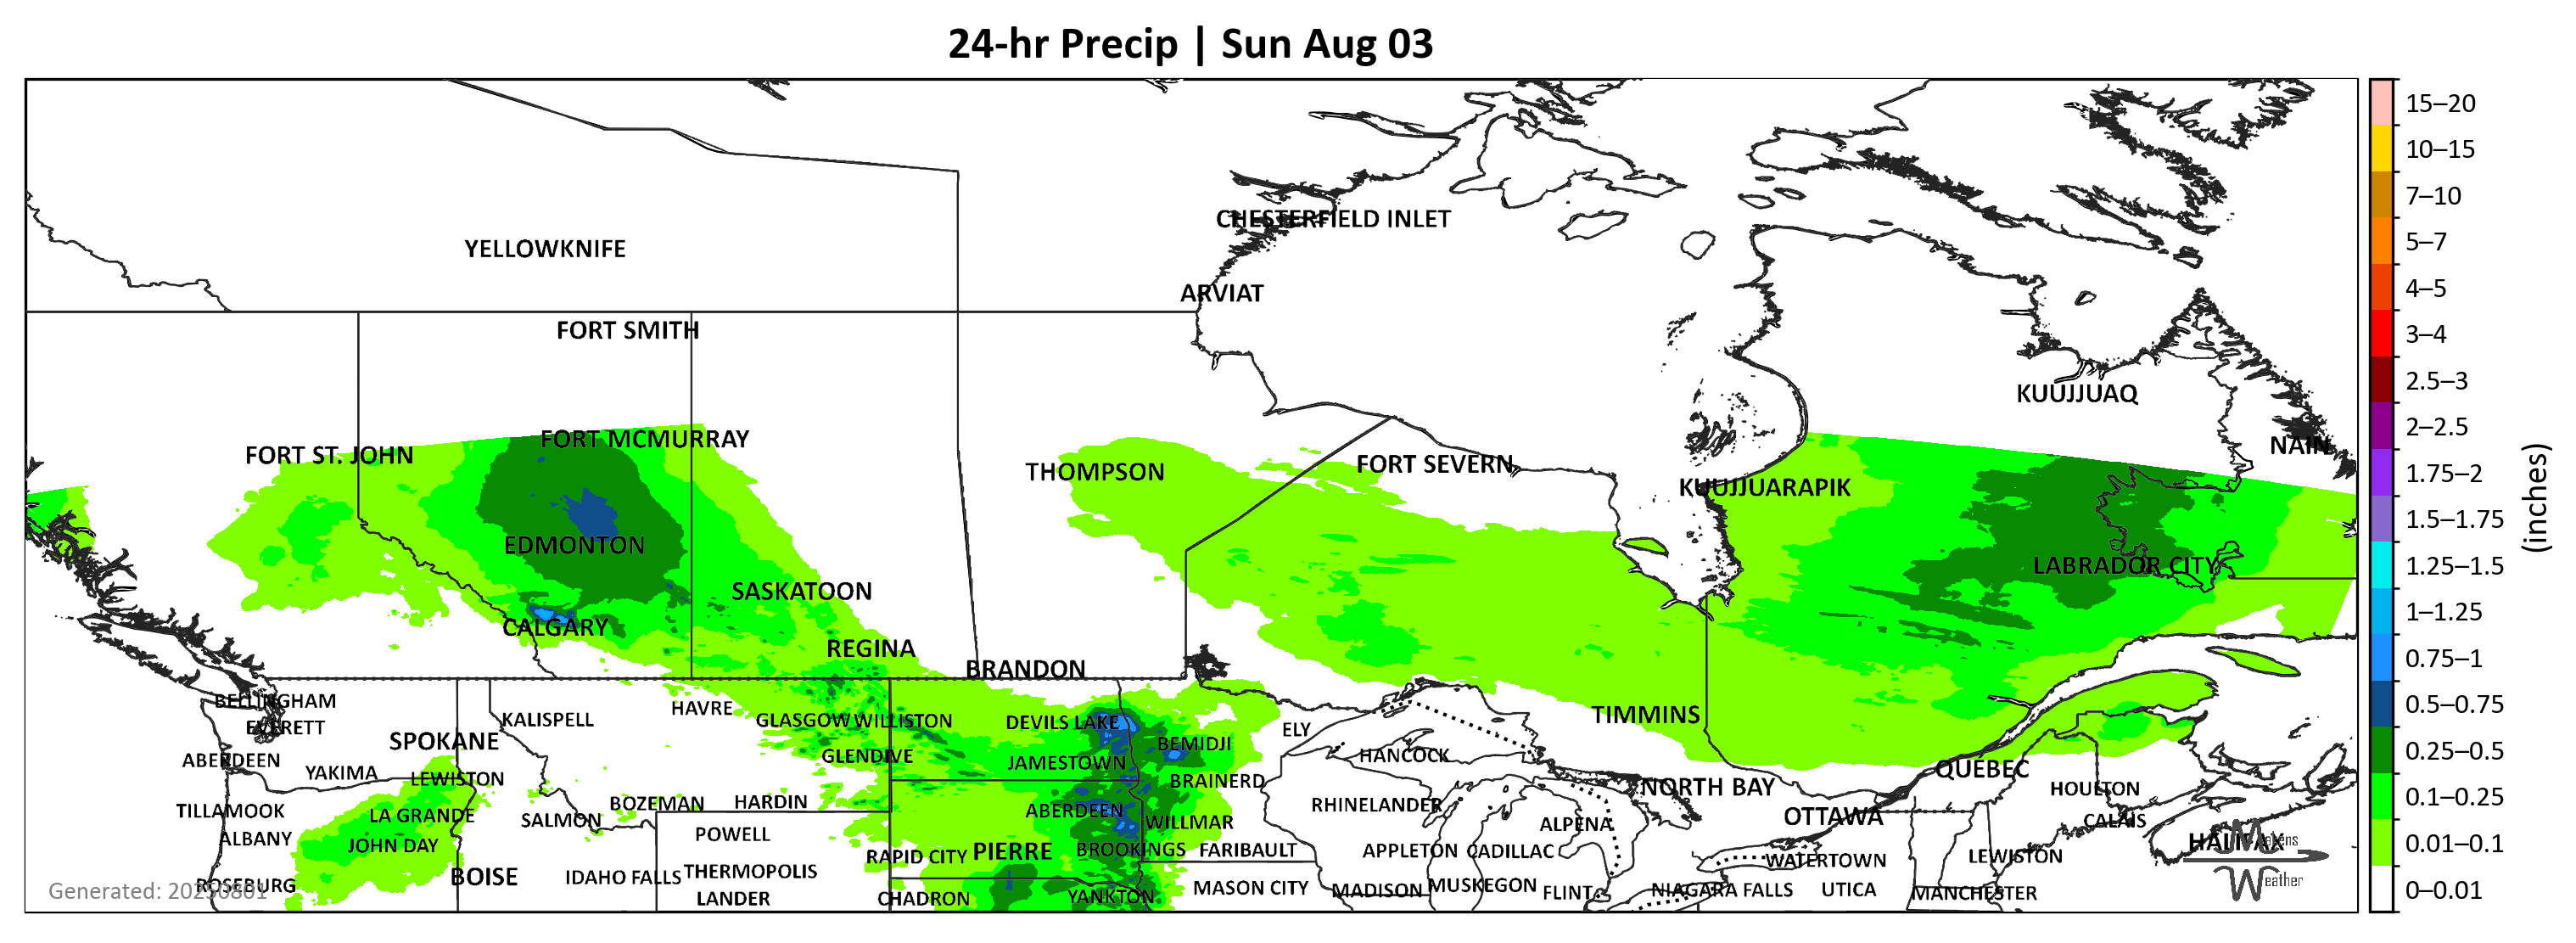 24-hr Precip | Sun Aug 03
15–20
10–15
7–10
5–7
4–5
3–4
2.5–3
2–2.5
1.75–2
1.5–1.75
1.25–1.5
1–1.25
0.75–1
0.5–0.75
0.25–0.5
0.1–0.25
0.01–0.1
0–0.01
(inches)
CHESTERFIELD INLET
YELLOWKNIFE
ARVIAT
FORT SMITH
KUUJJUAQ
FORT MCMURRAY
NAIN
FORT ST. JOHN
FORT SEVERN
THOMPSON
KUUJJUARAPIK
EDMONTON
LABRADOR CITY
SASKATOON
CALGARY
REGINA
BRANDON
BELLINGHAM
HAVRE
TIMMINS
KALISPELL
GLASGOW
WILLISTON
DEVILS LAKE
EVERETT
ELY
SPOKANE
BEMIDJI
HANCOCK
GLENDIVE
ABERDEEN
JAMESTOWN
QUEBEC
YAKIMA
LEWISTON
BRAINERD
NORTH BAY
HOULTON
BOZEMAN
HARDIN
RHINELANDER
TILLAMOOK
ABERDEEN
LA GRANDE
SALMON
OTTAWA
WILLMAR
ALPENA
CALAIS
POWELL
ALBANY
HALIFAX
JOHN DAY
BROOKINGS
FARIBAULT
APPLETON
CADILLAC
PIERRE
RAPID CITY
LEWISTON
WATERTOWN
THERMOPOLIS
BOISE
IDAHO FALLS
ROSEBURG
MASON CITY
MADISON
MUSKEGON
FLINT
NIAGARA FALLS
UTICA
MANCHESTER
LANDER
CHADRON
YANKTON
Generated: 20250801
Weather